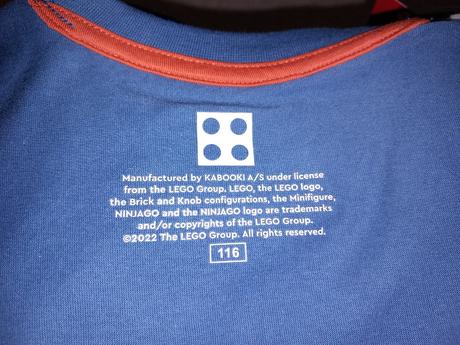 Manufactured by KABOOKI A/S under license
from the LEGO Group. LEGO, the LEGO logo,
the Brick and Knob configurations, the Minifigure,
NINJAGO and the NINJAGO logo are trademarks
and/or copyrights of the LEGO Group.
©2022 The LEGO Group. All rights reserved.
116